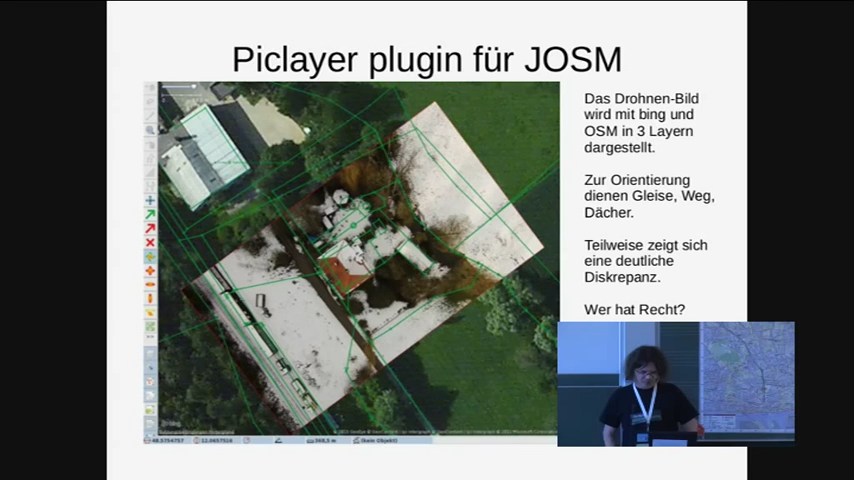 Piclayer plugin für JOSM
Das Drohnen-Bild
wird mit bing und
OSM in 3 Layern
dargestellt.
Zur Orientierung
dienen Gleise, Weg,
Dächer.
Teilweise zeigt sich
eine deutliche
Diskrepanz.
Wer hat Recht?